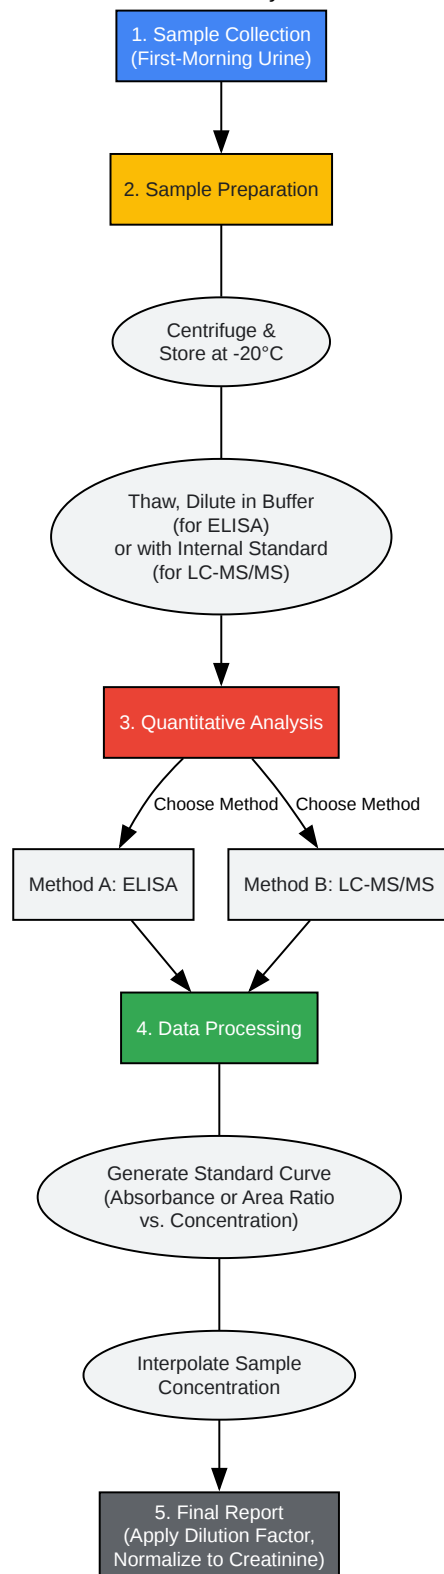 1. Sample Collection
(First-Morning Urine)
2. Sample Preparation
Centrifuge &
Store at -20°C
Thaw, Dilute in Buffer
(for ELISA)
or with Internal Standard
(for LC-MS/MS)
3. Quantitative Analysis
Choose Method
Choose Method
Method A: ELISA
Method B: LC-MS/MS
4. Data Processing
Generate Standard Curve
(Absorbance or Area Ratio
vs. Concentration)
Interpolate Sample
Concentration
5. Final Report
(Apply Dilution Factor,
Normalize to Creatinine)